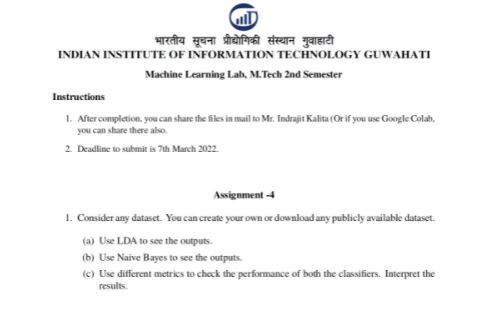 भारतीय सूचना प्रौद्योगिकी संस्थान गुवाहाटी
INDIAN INSTITUTE OF INFORMATION TECHNOLOGY GUWAHATI
Machine Learning Lab, M.Tech 2nd Semester
Instructions
1. After completion, you can share the files in mail to Mr. Indrajit Kalita (Or if you use Google Colab,
you can share there also.
2. Deadline to submit is 7th March 2022.
Assignment -4
1. Consider any dataset. You can create your own or download any publicly available dataset.
(a) Use LDA to see the outputs.
(b) Use Naive Bayes to see the outputs.
(c) Use different metrics to check the performance of both the classifiers. Interpret the
results.